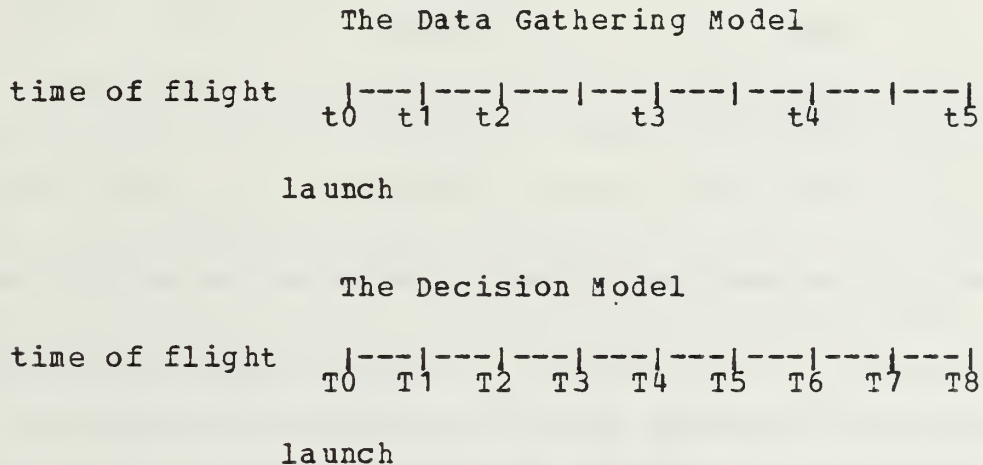 The Data Gathering Model
time of flight |---|---|---|---|---|---|---|---|
t0 t1 t2 t3 t4 t5
launch
The Decision Model
time of flight |---|---|---|---|---|---|---|---|
T0 T1 T2 T3 T4 T5 T6 T7 T8
launch